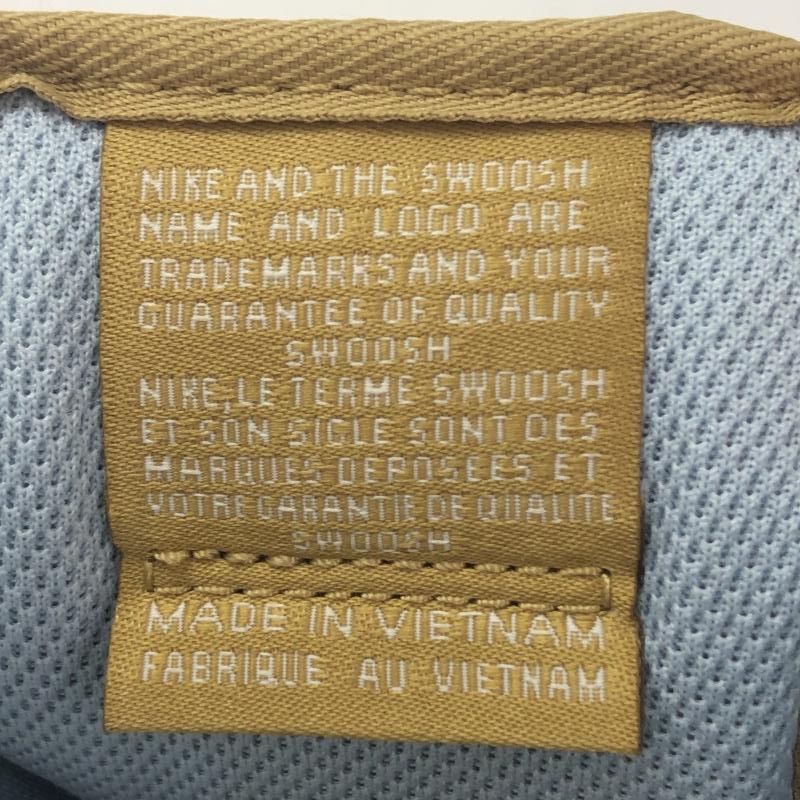 NIKE AND THE SWOOSH
NAME AND LOGO ARE
TRADEMARKS AND YOUR
GUARANTEE OF QUALITY
SWOOSH
NIKE, LE TERME SWOOSH
ET SON SIGLE SONT DES
MARQUES DEPOSEES ET
VOTRE GARANTIE DE QUALITE
SWOOSH
MADE IN VIETNAM
FABRIQUE AU VIETNAM